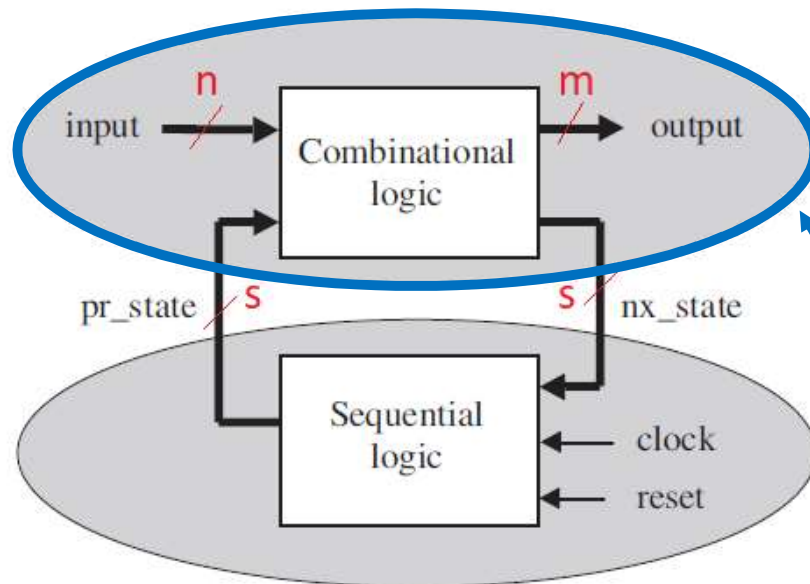 n
m
input
output
Combinational
logic
pr_state
s
s
nx_state
Sequential
logic
clock
reset